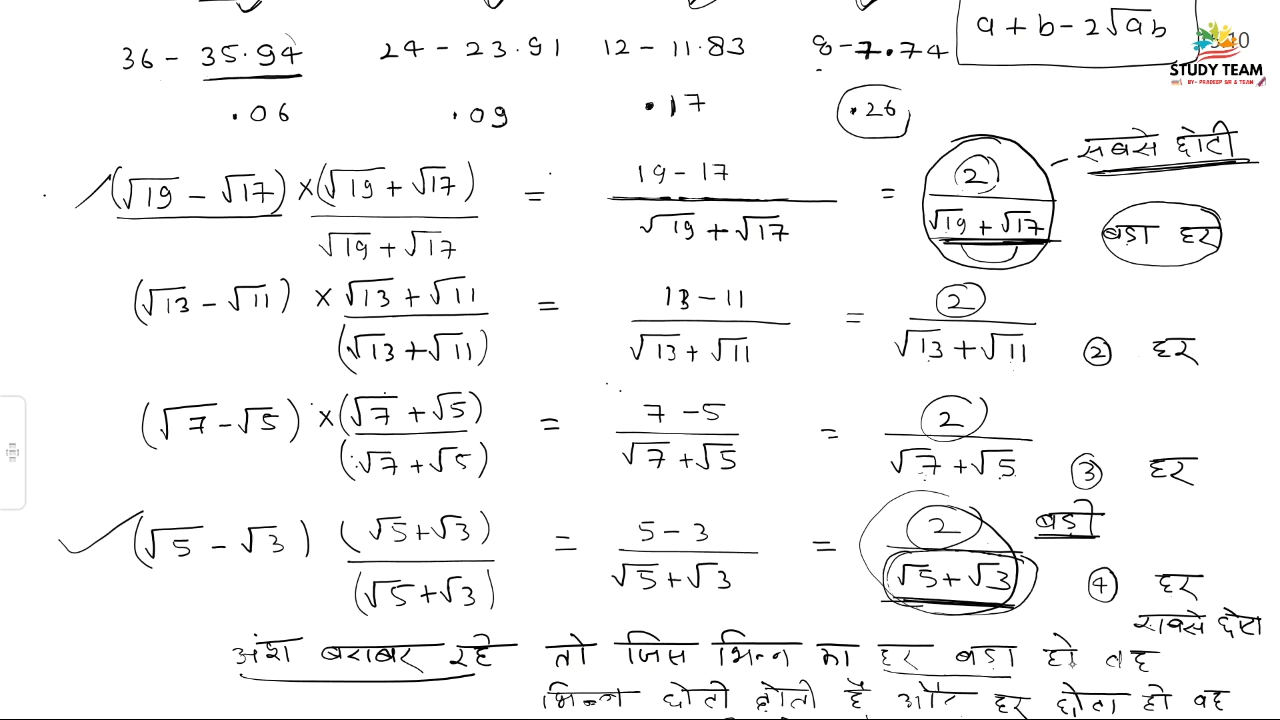 a + b - 2√ab
36 - 35.94 24 - 23.91 12 - 11.83 8 - 7.74
STUDY TEAM
BY- PRADEEP SIR & TEAM
.06 .09 .17 .26
(√19 - √17) × (√19 + √17) / √19 + √17 = 19 - 17 / √19 + √17 = 2 / √19 + √17 सबसे छोटी
बड़ा हर
(√13 - √11) × √13 + √11 / (√13 + √11) = 13 - 11 / √13 + √11 = 2 / √13 + √11 ② हर
(√7 - √5) × (√7 + √5) / (√7 + √5) = 7 - 5 / √7 + √5 = 2 / √7 + √5 ③ हर
(√5 - √3) (√5 + √3) / (√5 + √3) = 5 - 3 / √5 + √3 = 2 / √5 + √3 बड़ी
④ हर
सबसे छोटा
अंश बराबर रहे तो जिस भिन्न का हर बड़ा हो वह
भिन्न छोटी होती है और हर छोटा हो वह